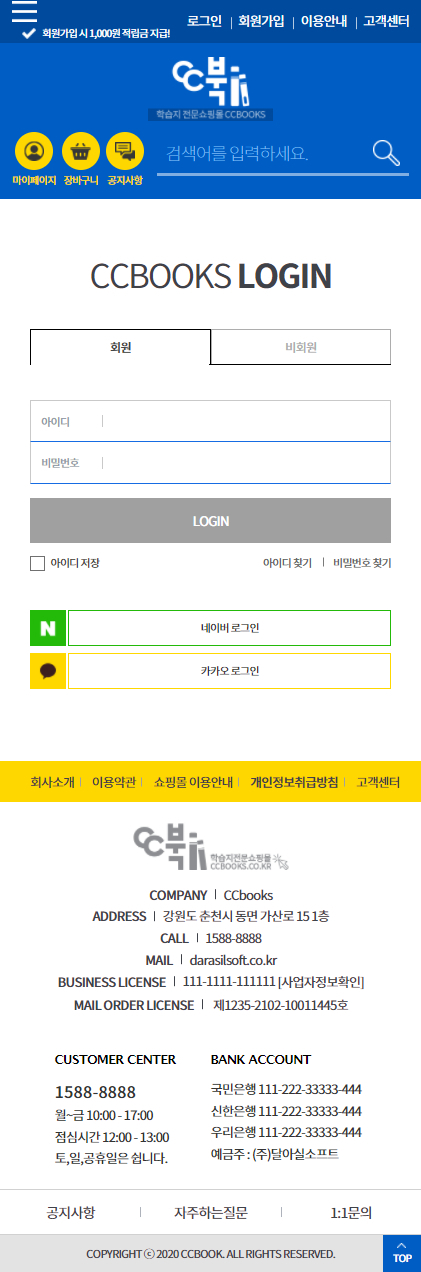 로그인 | 회원가입 | 이용안내 | 고객센터
회원가입 시 1,000원 적립금 지급!
CC북
학습지 전문쇼핑몰 CCBOOKS
검색어를 입력하세요.
마이페이지 장바구니 공지사항
CCBOOKS LOGIN
회원 비회원
아이디
비밀번호
LOGIN
아이디 저장 아이디 찾기 | 비밀번호 찾기
N 네이버 로그인
카카오 로그인
회사소개 | 이용약관 | 쇼핑몰 이용안내 | 개인정보취급방침 | 고객센터
CC북
학습지전문쇼핑몰
CCBOOKS.CO.KR
COMPANY | CCbooks
ADDRESS | 강원도 춘천시 동면 가산로 15 1층
CALL | 1588-8888
MAIL | darasilsoft.co.kr
BUSINESS LICENSE | 111-1111-111111 [사업자정보확인]
MAIL ORDER LICENSE | 제1235-2102-10011445호
CUSTOMER CENTER
1588-8888
월~금 10:00 - 17:00
점심시간 12:00 - 13:00
토,일,공휴일은 쉽니다.
BANK ACCOUNT
국민은행 111-222-33333-444
신한은행 111-222-33333-444
우리은행 111-222-33333-444
예금주 : (주)달아실소프트
공지사항 | 자주하는질문 | 1:1문의
COPYRIGHT ⓒ 2020 CCBOOK. ALL RIGHTS RESERVED.
TOP